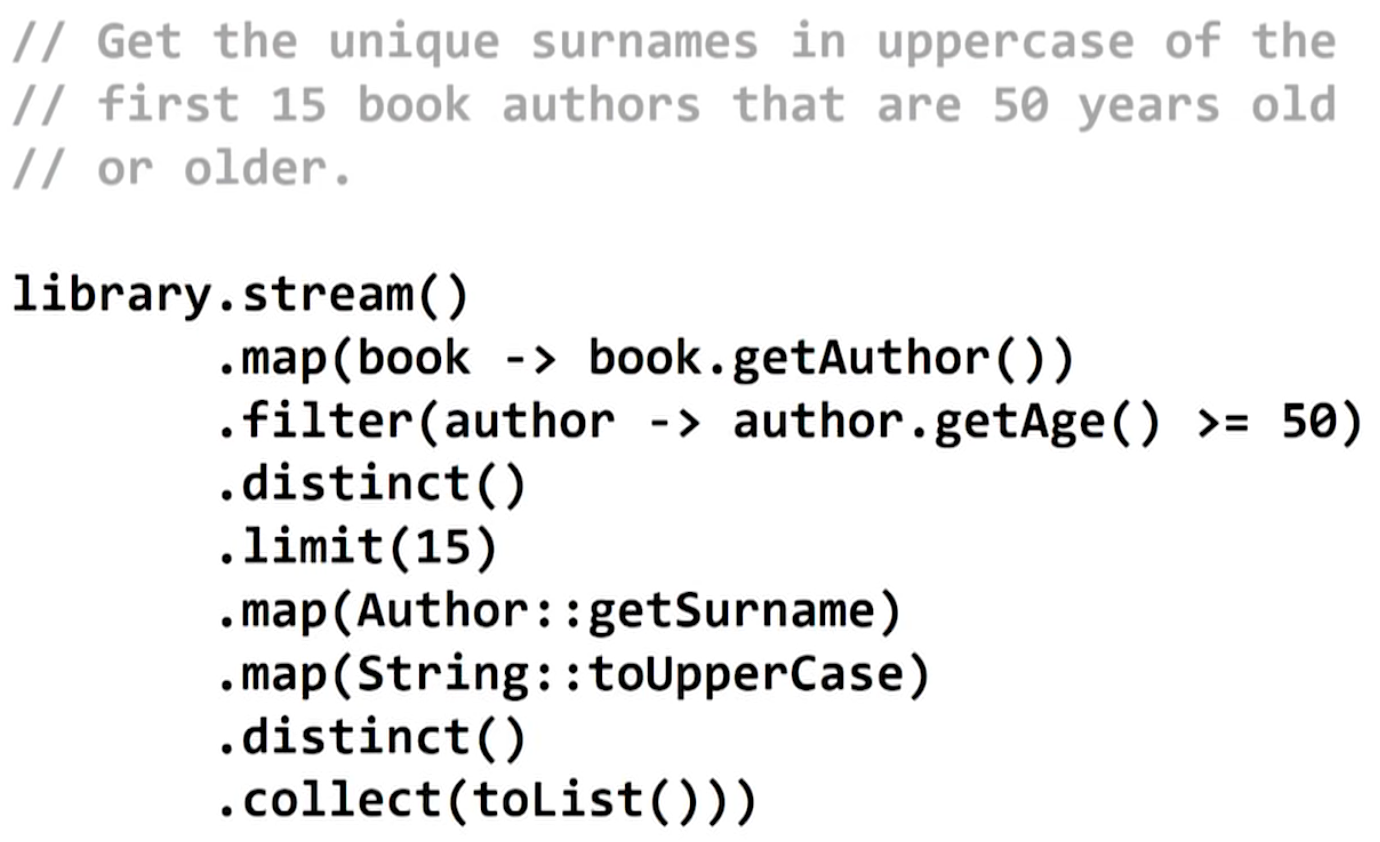 // Get the unique surnames in uppercase of the
// first 15 book authors that are 50 years old
// or older.
library.stream()
.map(book -> book.getAuthor())
.filter(author -> author.getAge() >= 50)
.distinct()
.limit(15)
.map(Author::getSurname)
.map(String::toUpperCase)
.distinct()
.collect(toList()))